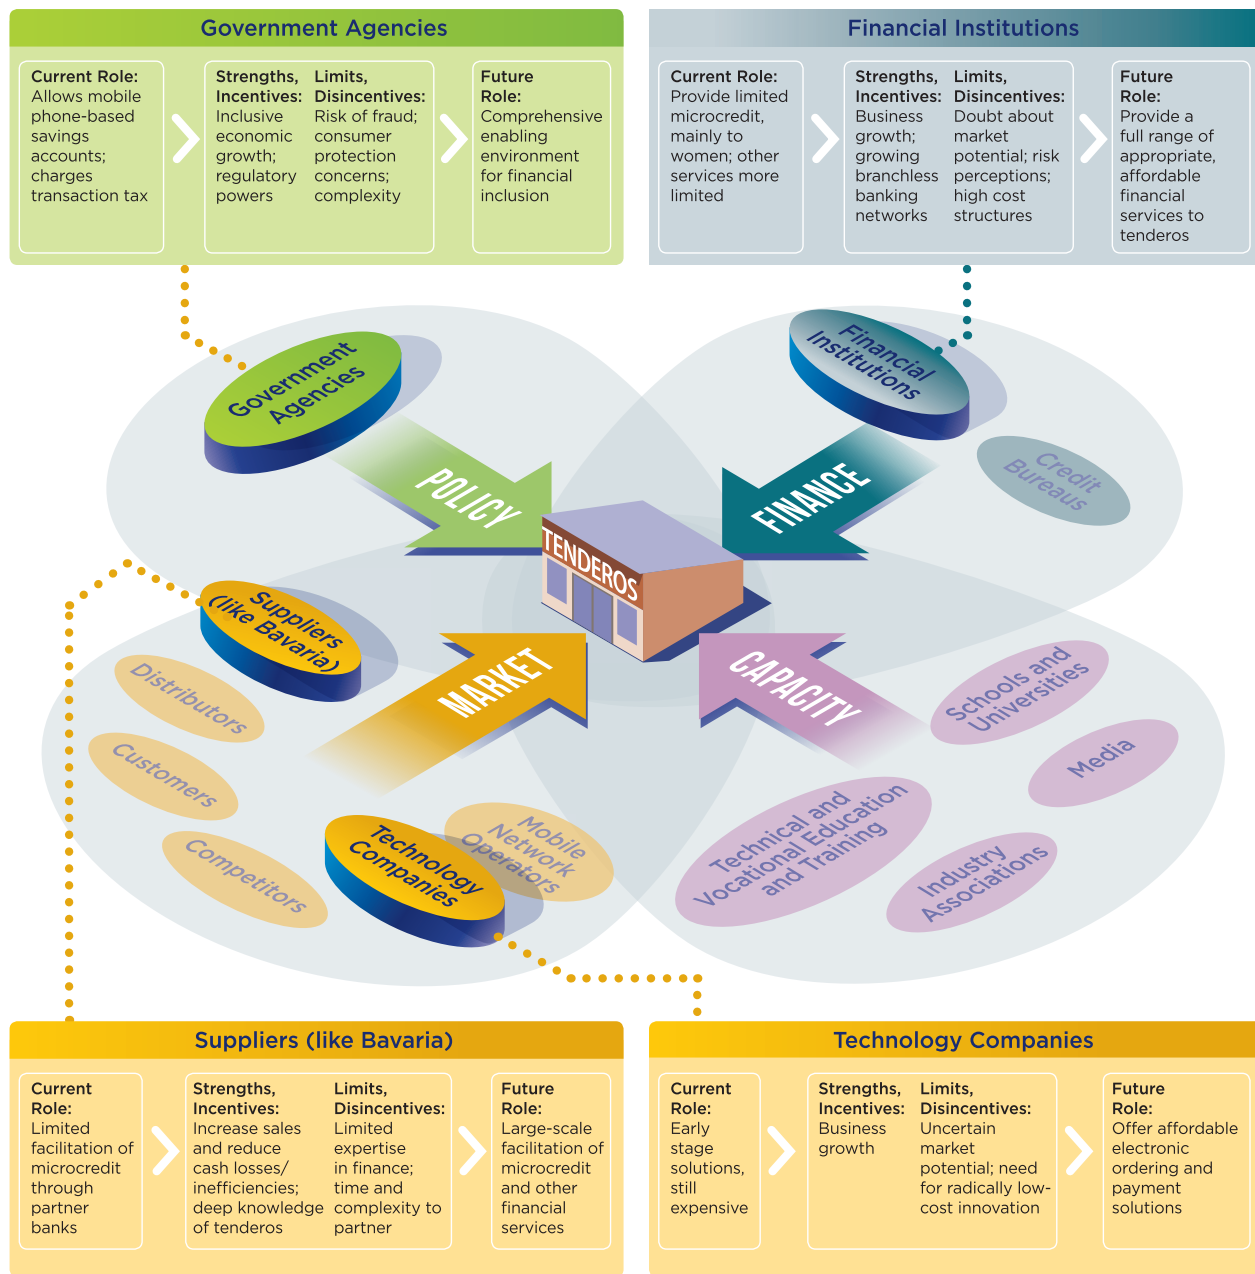 Government Agencies
Current Role:
Allows mobile
phone-based
savings
accounts;
charges
transaction tax
Strengths,
Incentives:
Inclusive
economic
growth;
regulatory
powers
Limits,
Disincentives:
Risk of fraud;
consumer
protection
concerns;
complexity
Future
Role:
Comprehensive
enabling
environment
for financial
inclusion
Financial Institutions
Current Role:
Provide limited
microcredit,
mainly to
women; other
services more
limited
Strengths,
Incentives:
Business
growth;
growing
branchless
banking
networks
Limits,
Disincentives:
Doubt about
market
potential; risk
perceptions;
high cost
structures
Future
Role:
Provide a
full range of
appropriate,
affordable
financial
services to
tenderos
Government
Agencies
Financial
Institutions
Credit
Bureaus
POLICY
FINANCE
TENDEROS
Suppliers
(like Bavaria)
Distributors
Customers
Competitors
MARKET
CAPACITY
Technology
Companies
Mobile
Network
Operators
Schools and
Universities
Media
Technical and
Vocational Education
and Training
Industry
Associations
Suppliers (like Bavaria)
Current
Role:
Limited
facilitation of
microcredit
through
partner
banks
Strengths,
Incentives:
Increase sales
and reduce
cash losses/
inefficiencies;
deep knowledge
of tenderos
Limits,
Disincentives:
Limited
expertise
in finance;
time and
complexity to
partner
Future
Role:
Large-scale
facilitation of
microcredit
and other
financial
services
Technology Companies
Current
Role:
Early
stage
solutions,
still
expensive
Strengths,
Incentives:
Business
growth
Limits,
Disincentives:
Uncertain
market
potential; need
for radically low-
cost innovation
Future
Role:
Offer affordable
electronic
ordering and
payment
solutions